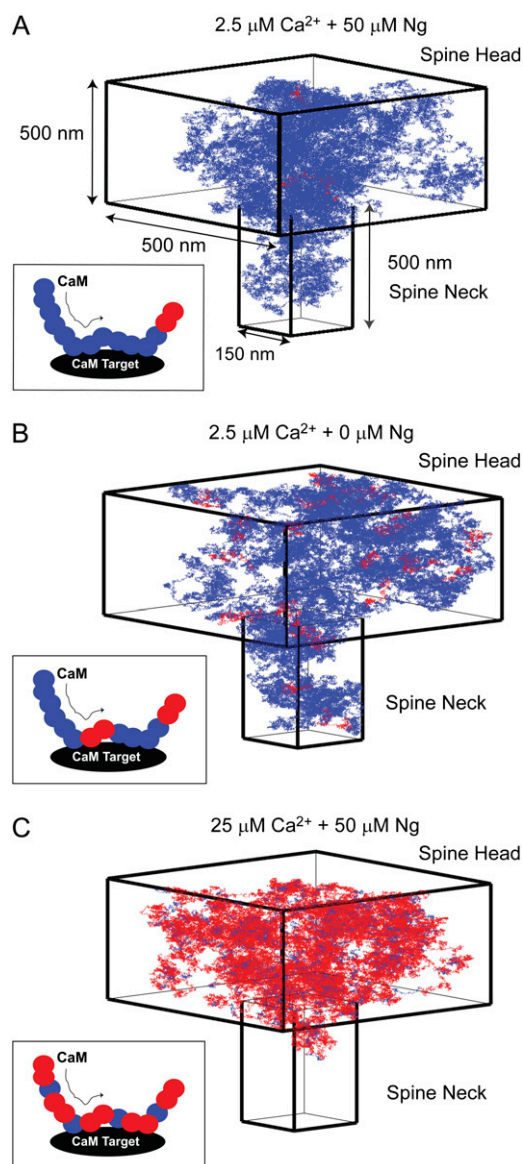 A
2.5 μM Ca²⁺ + 50 μM Ng
Spine Head
500 nm
500 nm
500 nm
Spine Neck
150 nm
CaM
CaM Target
B
2.5 μM Ca²⁺ + 0 μM Ng
Spine Head
CaM
Spine Neck
CaM Target
C
25 μM Ca²⁺ + 50 μM Ng
Spine Head
CaM
Spine Neck
CaM Target